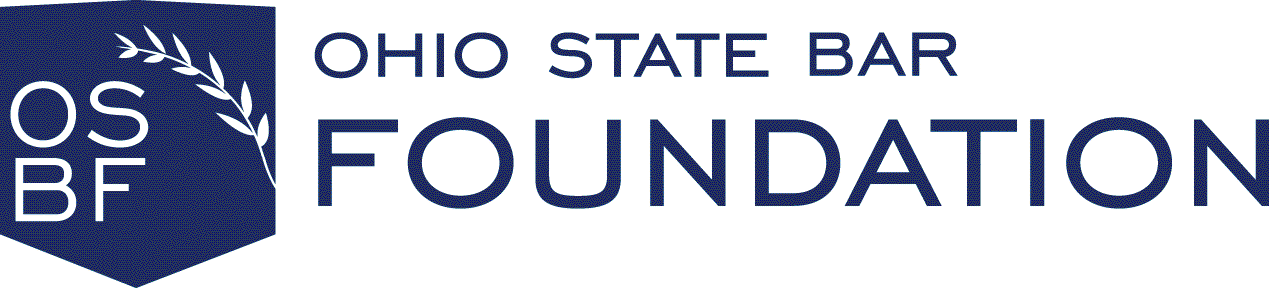 OS
BF
OHIO STATE BAR
FOUNDATION